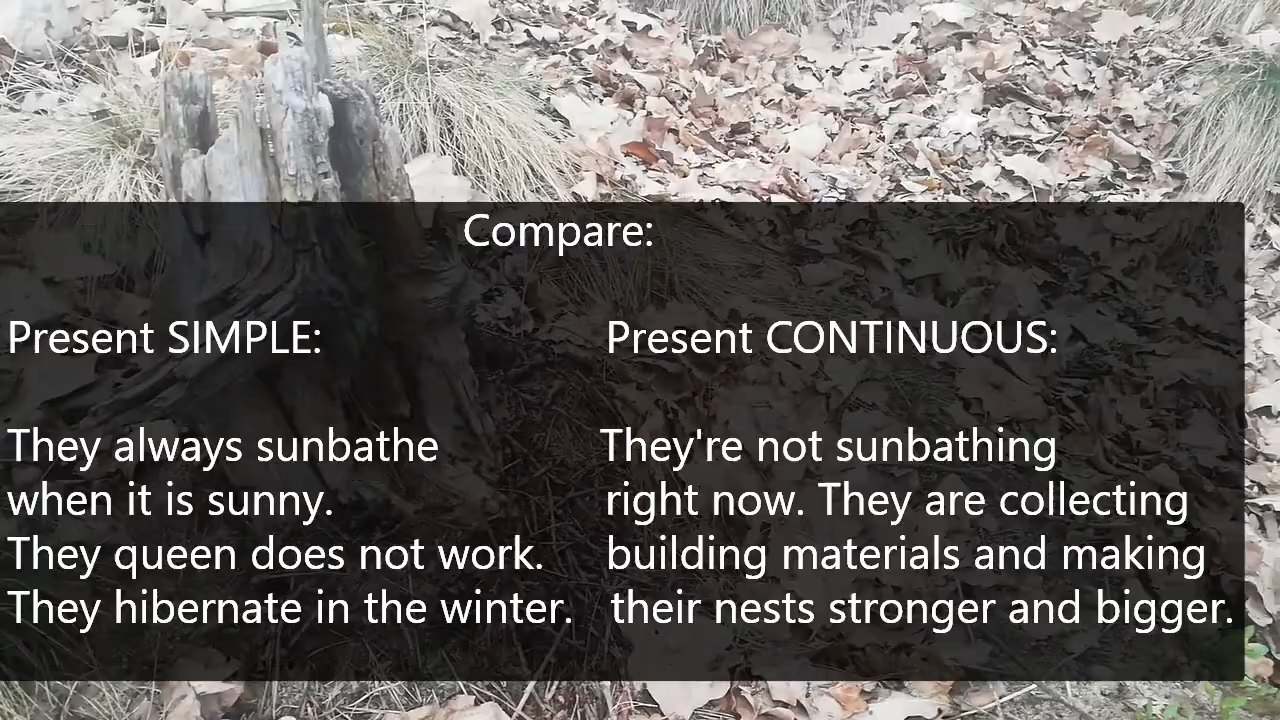 Compare:
Present SIMPLE:
They always sunbathe
when it is sunny.
They queen does not work.
They hibernate in the winter.
Present CONTINUOUS:
They're not sunbathing
right now. They are collecting
building materials and making
their nests stronger and bigger.